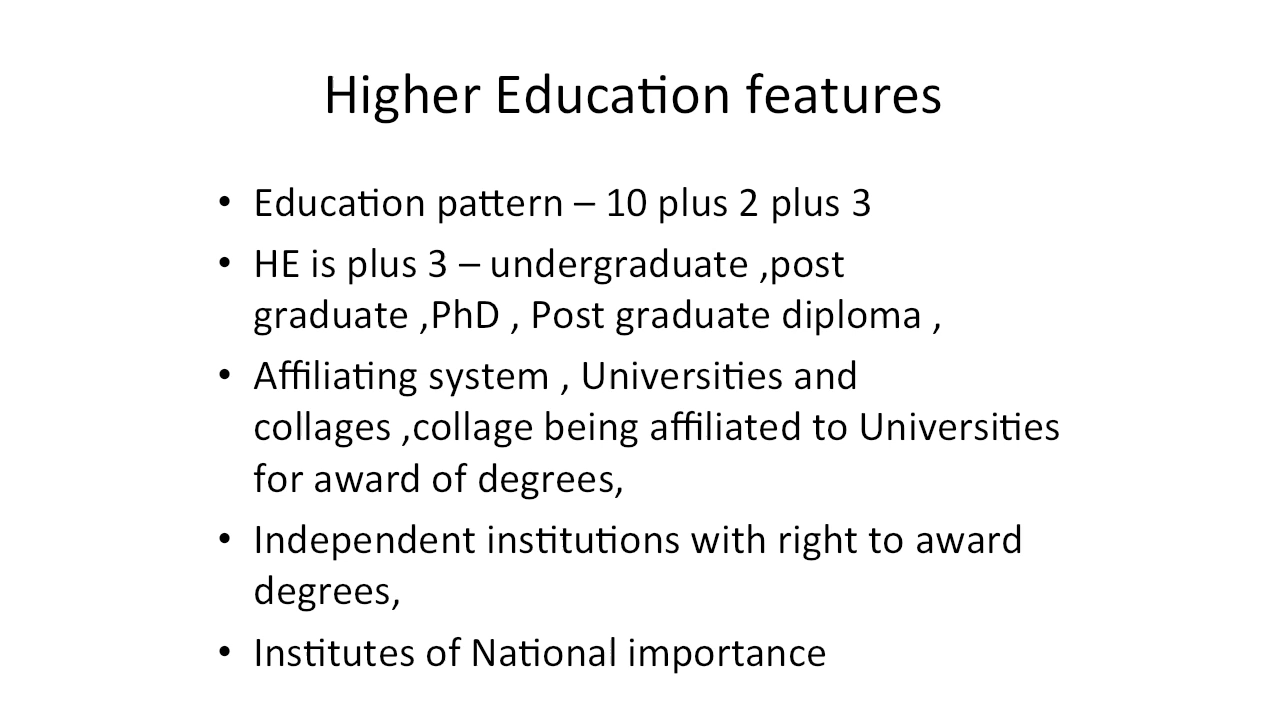 Higher Education features
• Education pattern – 10 plus 2 plus 3
• HE is plus 3 – undergraduate ,post
graduate ,PhD , Post graduate diploma ,
• Affiliating system , Universities and
collages ,collage being affiliated to Universities
for award of degrees,
• Independent institutions with right to award
degrees,
• Institutes of National importance